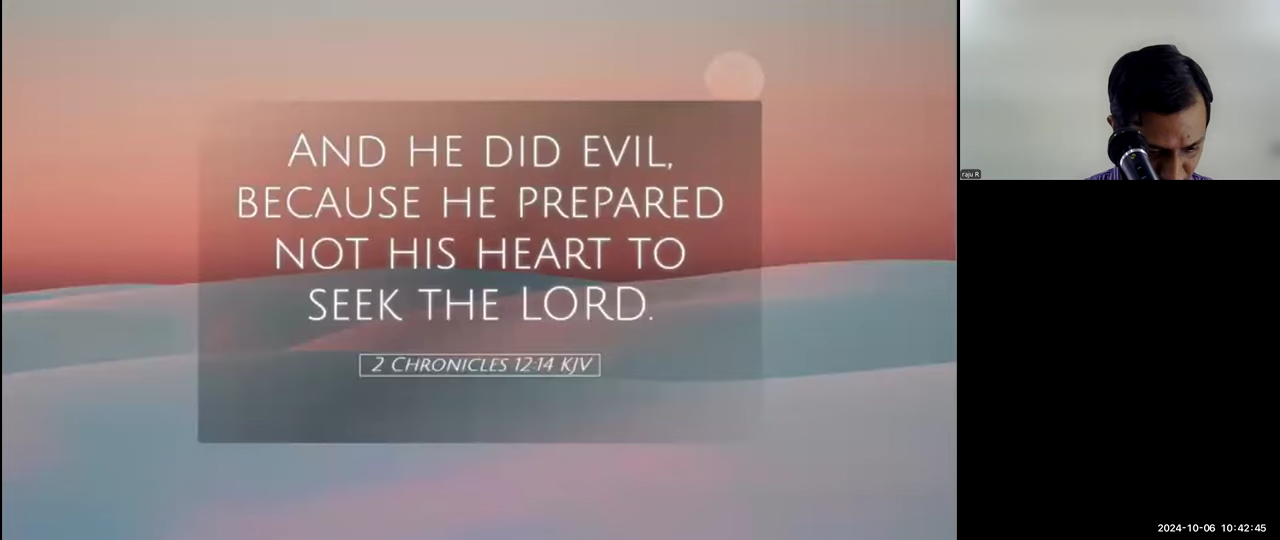 AND HE DID EVIL,
BECAUSE HE PREPARED
NOT HIS HEART TO
SEEK THE LORD.
2 CHRONICLES 12:14 KJV
raju R
2024-10-06 10:42:45